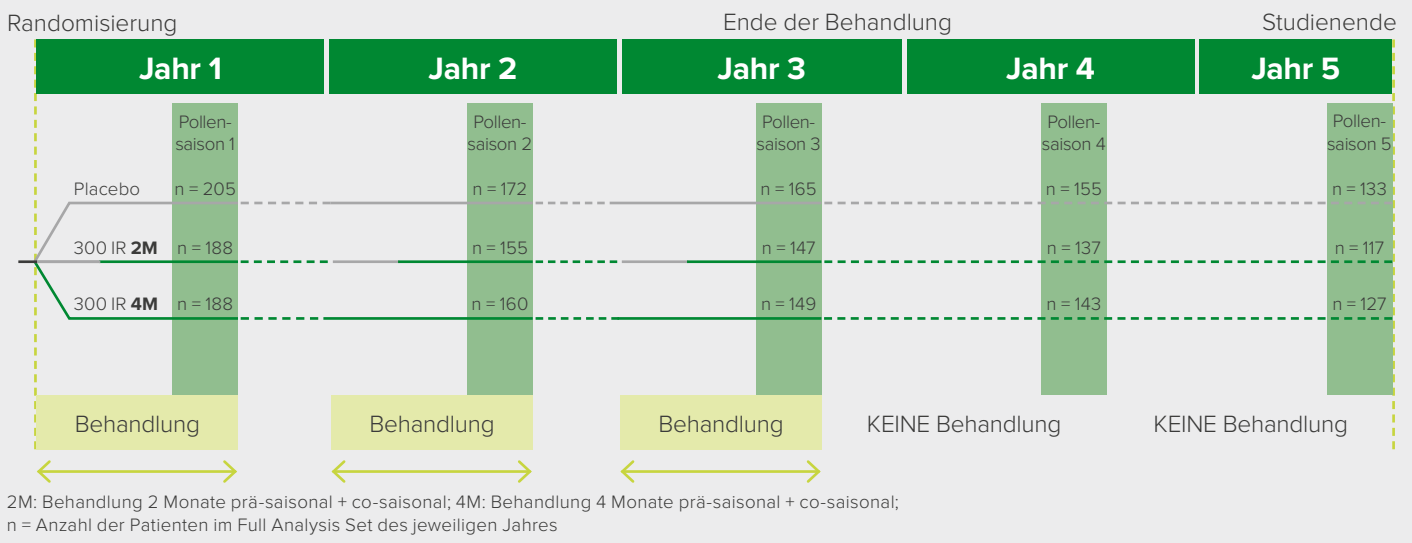 Randomisierung Ende der Behandlung Studienende
Jahr 1 Jahr 2 Jahr 3 Jahr 4 Jahr 5
Pollen- Pollen- Pollen- Pollen- Pollen-
saison 1 saison 2 saison 3 saison 4 saison 5
Placebo n = 205 n = 172 n = 165 n = 155 n = 133
300 IR 2M n = 188 n = 155 n = 147 n = 137 n = 117
300 IR 4M n = 188 n = 160 n = 149 n = 143 n = 127
Behandlung Behandlung Behandlung KEINE Behandlung KEINE Behandlung
2M: Behandlung 2 Monate prä-saisonal + co-saisonal; 4M: Behandlung 4 Monate prä-saisonal + co-saisonal;
n = Anzahl der Patienten im Full Analysis Set des jeweiligen Jahres